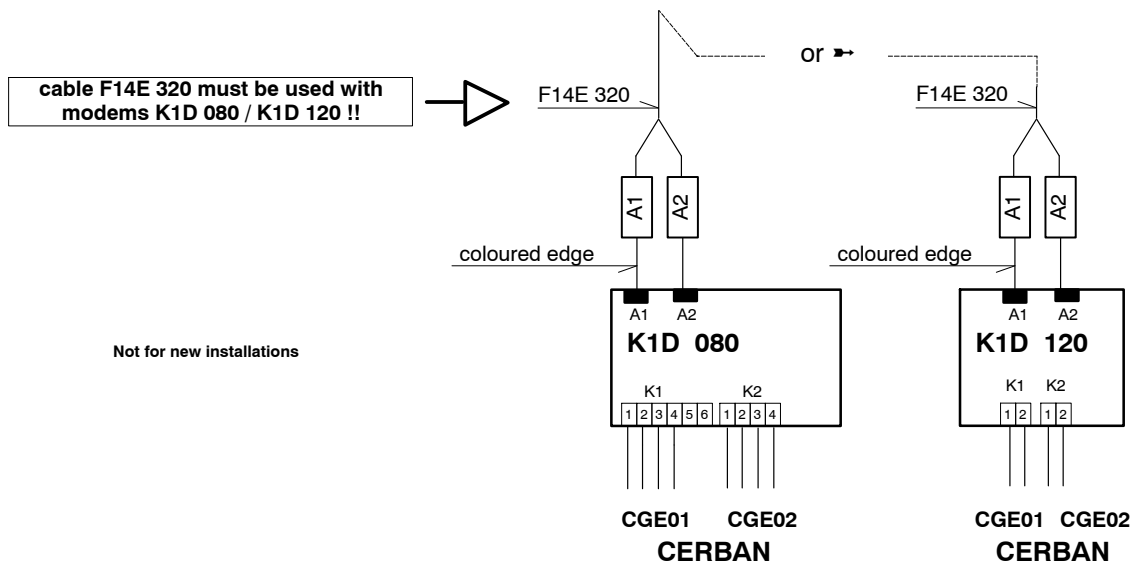 or
cable F14E 320 must be used with
modems K1D 080 / K1D 120 !!
F14E 320
F14E 320
A1 A2
A1 A2
coloured edge
coloured edge
A1 A2
A1 A2
K1D 080
K1D 120
Not for new installations
K1 K2
K1 K2
1 2 3 4 5 6 1 2 3 4
1 2 1 2
CGE01 CGE02
CGE01 CGE02
CERBAN
CERBAN